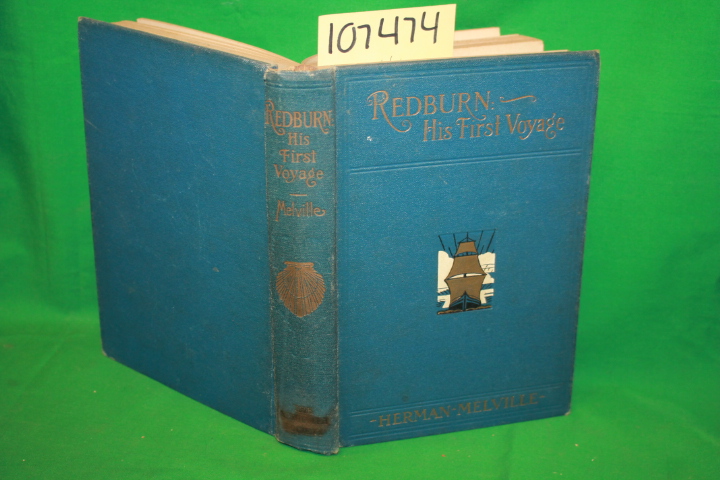 107474
REDBURN:
His
First
Voyage
Melville
REDBURN:
His First Voyage
-HERMAN-MELVILLE-